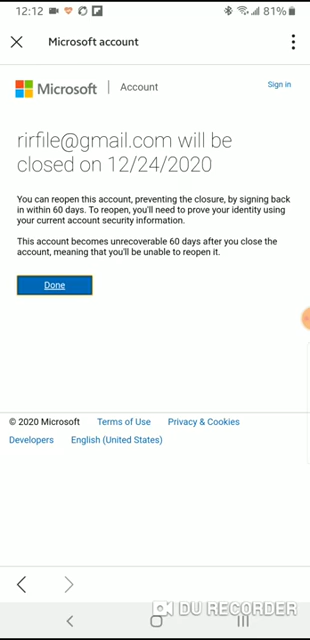 12:12
81%
Microsoft account
Microsoft | Account
Sign in
rirfile@gmail.com will be
closed on 12/24/2020
You can reopen this account, preventing the closure, by signing back
in within 60 days. To reopen, you'll need to prove your identity using
your current account security information.
This account becomes unrecoverable 60 days after you close the
account, meaning that you'll be unable to reopen it.
Done
© 2020 Microsoft Terms of Use Privacy & Cookies
Developers English (United States)
DU RECORDER